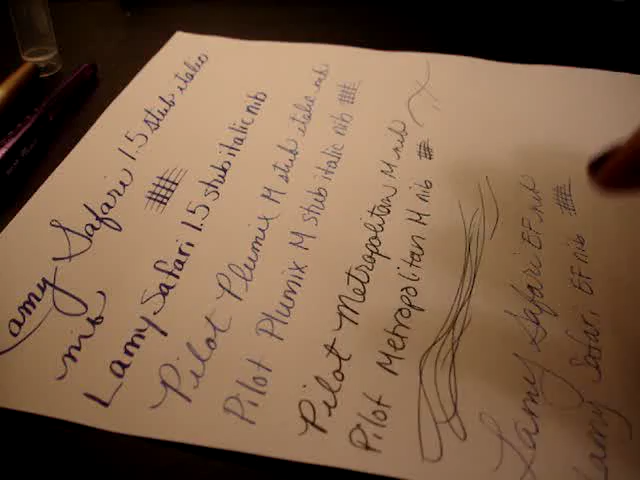 Lamy Safari 1.5 stub italic
nib
Lamy Safari 1.5 stub italic nib
Pilot Plumix M stub italic nib
Pilot Plumix M stub italic nib
Pilot Metropolitan M nib
Pilot Metropolitan M nib
Lamy Safari EF nib
Lamy Safari EF nib